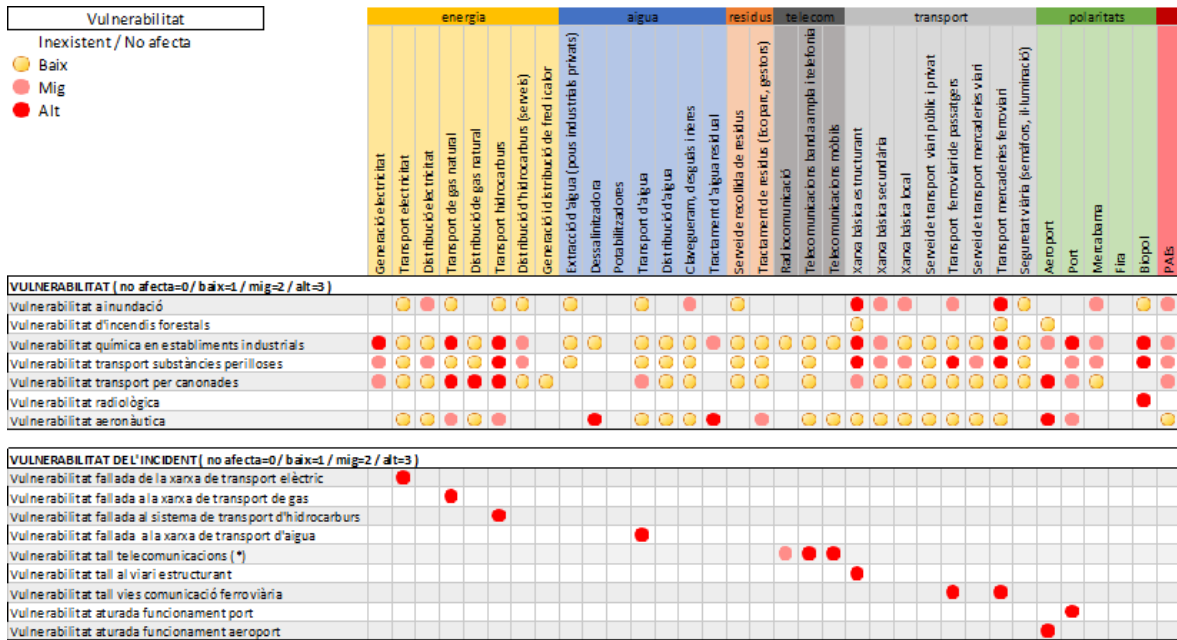 Vulnerabilitat
Inexistent / No afecta
Baix
Mig
Alt
energia
aigua
residus
telecom
transport
polaritats
Generació electricitat
Transport electricitat
Distribució electricitat
Transport de gas natural
Distribució de gas natural
Transport hidrocarburs
Distribució d'hidrocarburs (serveis)
Generació i distribució de fred i calor
Extracció d'aigua (pous industrials privats)
Dessalinitzadora
Potabilitzadores
Transport d'aigua
Distribució d'aigua
Clavegueram, desguàs i rieres
Tractament d'aigua residual
Servei de recollida de residus
Tractament de residus (Ecoparc, gestors)
Radiocomunicació
Telecomunicacions banda ampla i telefonia
Telecomunicacions mòbils
Xarxa bàsica estructurant
Xarxa bàsica secundària
Xarxa bàsica local
Servei de transport viari públic i privat
Transport ferroviari de passatgers
Servei transport mercaderies viari
Transport mercaderies ferroviari
Seguretat viària (semàfors, il·luminació)
Aeroport
Port
Mercabarna
Fira
Biopol
PAEs
VULNERABILITAT ( no afecta=0/ baix=1 / mig=2 / alt=3 )
Vulnerabilitat a inundació
Vulnerabilitat d'incendis forestals
Vulnerabilitat química en establiments industrials
Vulnerabilitat transport substàncies perilloses
Vulnerabilitat transport per canonades
Vulnerabilitat radiològica
Vulnerabilitat aeronàutica
VULNERABILITAT DE L'INCIDENT ( no afecta=0/ baix=1 / mig=2 / alt=3 )
Vulnerabilitat fallada de la xarxa de transport elèctric
Vulnerabilitat fallada a la xarxa de transport de gas
Vulnerabilitat fallada al sistema de transport d'hidrocarburs
Vulnerabilitat fallada a la xarxa de transport d'aigua
Vulnerabilitat tall telecomunicacions (*)
Vulnerabilitat tall al viari estructurant
Vulnerabilitat tall vies comunicació ferroviària
Vulnerabilitat aturada funcionament port
Vulnerabilitat aturada funcionament aeroport